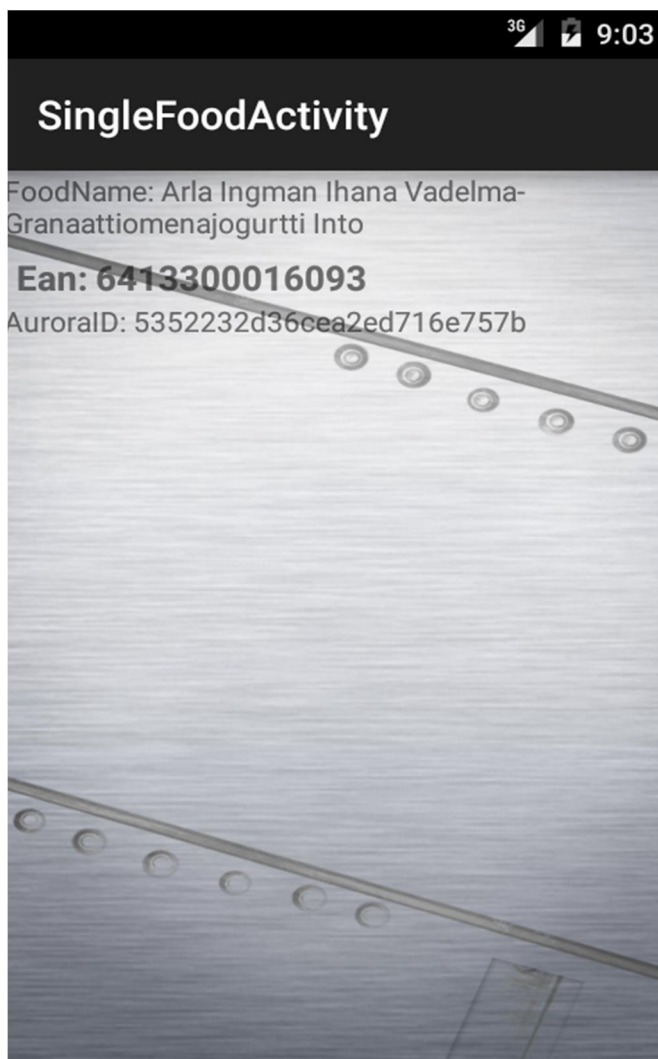 3G 9:03
SingleFoodActivity
FoodName: Arla Ingman Ihana Vadelma-
Granaattiomenajogurtti Into
Ean: 6413300016093
AuroraID: 5352232d36cea2ed716e757b